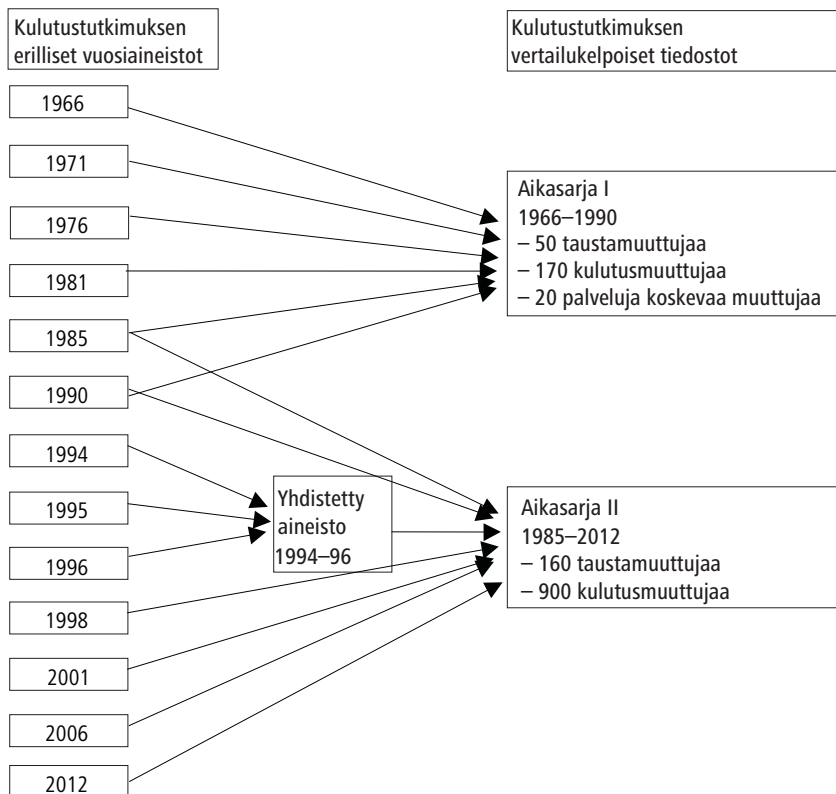 Kulutustutkimuksen
erilliset vuosiaineistot
Kulutustutkimuksen
vertailukelpoiset tiedostot
1966
1971
1976
1981
1985
1990
1994
1995
1996
1998
2001
2006
2012
Yhdistetty
aineisto
1994–96
Aikasarja I
1966–1990
– 50 taustamuuttujaa
– 170 kulutusmuuttujaa
– 20 palveluja koskevaa muuttujaa
Aikasarja II
1985–2012
– 160 taustamuuttujaa
– 900 kulutusmuuttujaa